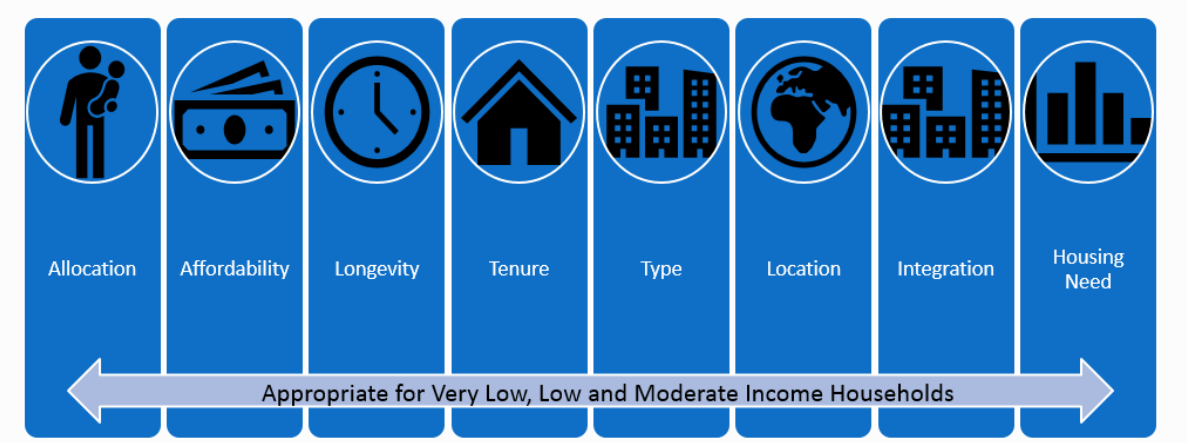 Allocation
Affordability
Longevity
Tenure
Type
Location
Integration
Housing
Need
Appropriate for Very Low, Low and Moderate Income Households